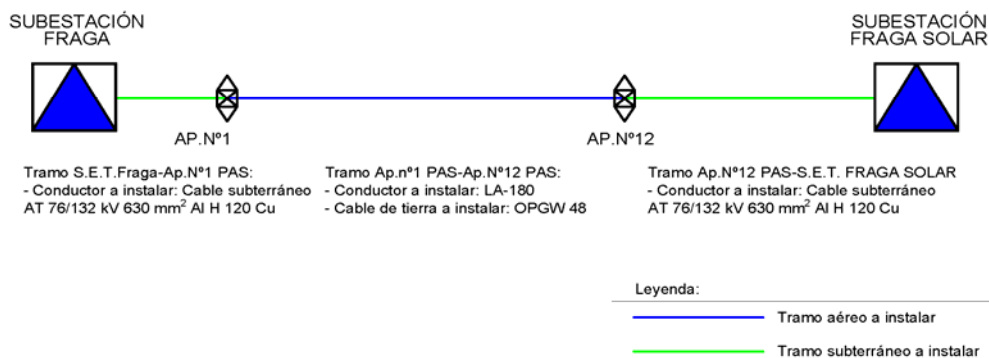 SUBESTACIÓN
FRAGA
SUBESTACIÓN
FRAGA SOLAR
AP.Nº1
AP.Nº12
Tramo S.E.T.Fraga-Ap.Nº1 PAS:
- Conductor a instalar: Cable subterráneo
AT 76/132 kV 630 mm² Al H 120 Cu
Tramo Ap.nº1 PAS-Ap.Nº12 PAS:
- Conductor a instalar: LA-180
- Cable de tierra a instalar: OPGW 48
Tramo Ap.Nº12 PAS-S.E.T. FRAGA SOLAR
- Conductor a instalar: Cable subterráneo
AT 76/132 kV 630 mm² Al H 120 Cu
Leyenda:
Tramo aéreo a instalar
Tramo subterráneo a instalar